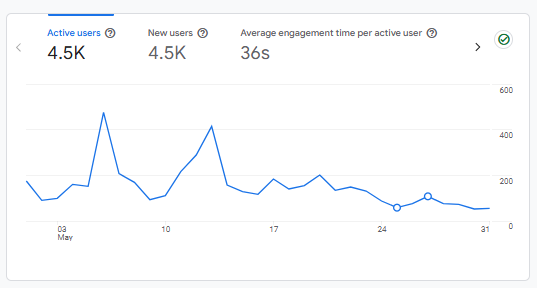 Active users
New users
Average engagement time per active user
4.5K
4.5K
36s
600
400
200
0
03
May
10
17
24
31